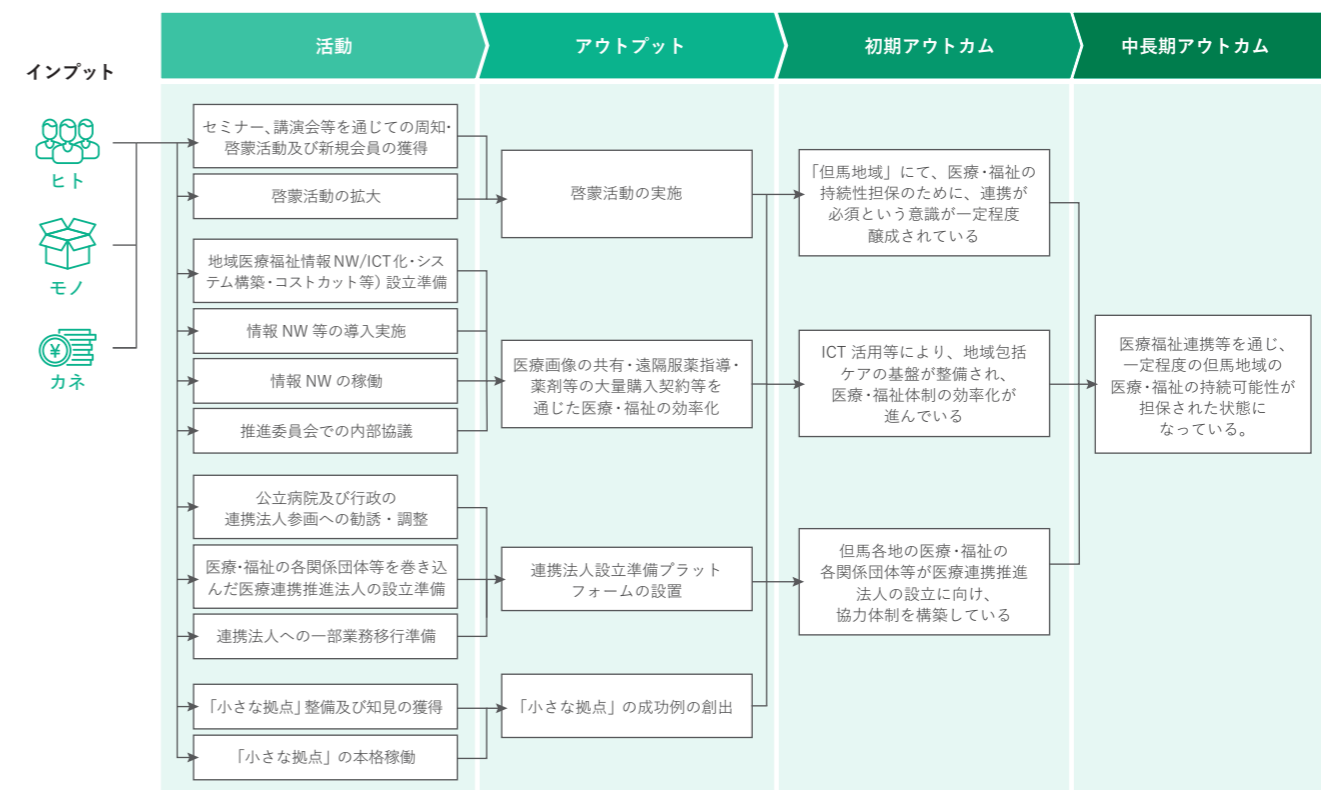 インプット
ヒト
モノ
カネ
活動
セミナー、講演会等を通じての周知・
啓蒙活動及び新規会員の獲得
啓蒙活動の拡大
地域医療福祉情報NW/ICT化・シス
テム構築・コストカット等）設立準備
情報 NW 等の導入実施
情報 NW の稼働
推進委員会での内部協議
公立病院及び行政の
連携法人参画への勧誘・調整
医療・福祉の各関係団体等を巻き込
んだ医療連携推進法人の設立準備
連携法人への一部業務移行準備
「小さな拠点」整備及び知見の獲得
「小さな拠点」の本格稼働
アウトプット
啓蒙活動の実施
医療画像の共有・遠隔服薬指導・
薬剤等の大量購入契約等を
通じた医療・福祉の効率化
連携法人設立準備プラット
フォームの設置
「小さな拠点」の成功例の創出
初期アウトカム
「但馬地域」にて、医療・福祉の
持続性担保のために、連携が
必須という意識が一定程度
醸成されている
ICT 活用等により、地域包括
ケアの基盤が整備され、
医療・福祉体制の効率化が
進んでいる
但馬各地の医療・福祉の
各関係団体等が医療連携推進
法人の設立に向け、
協力体制を構築している
中長期アウトカム
医療福祉連携等を通じ、
一定程度の但馬地域の
医療・福祉の持続可能性が
担保された状態に
なっている。